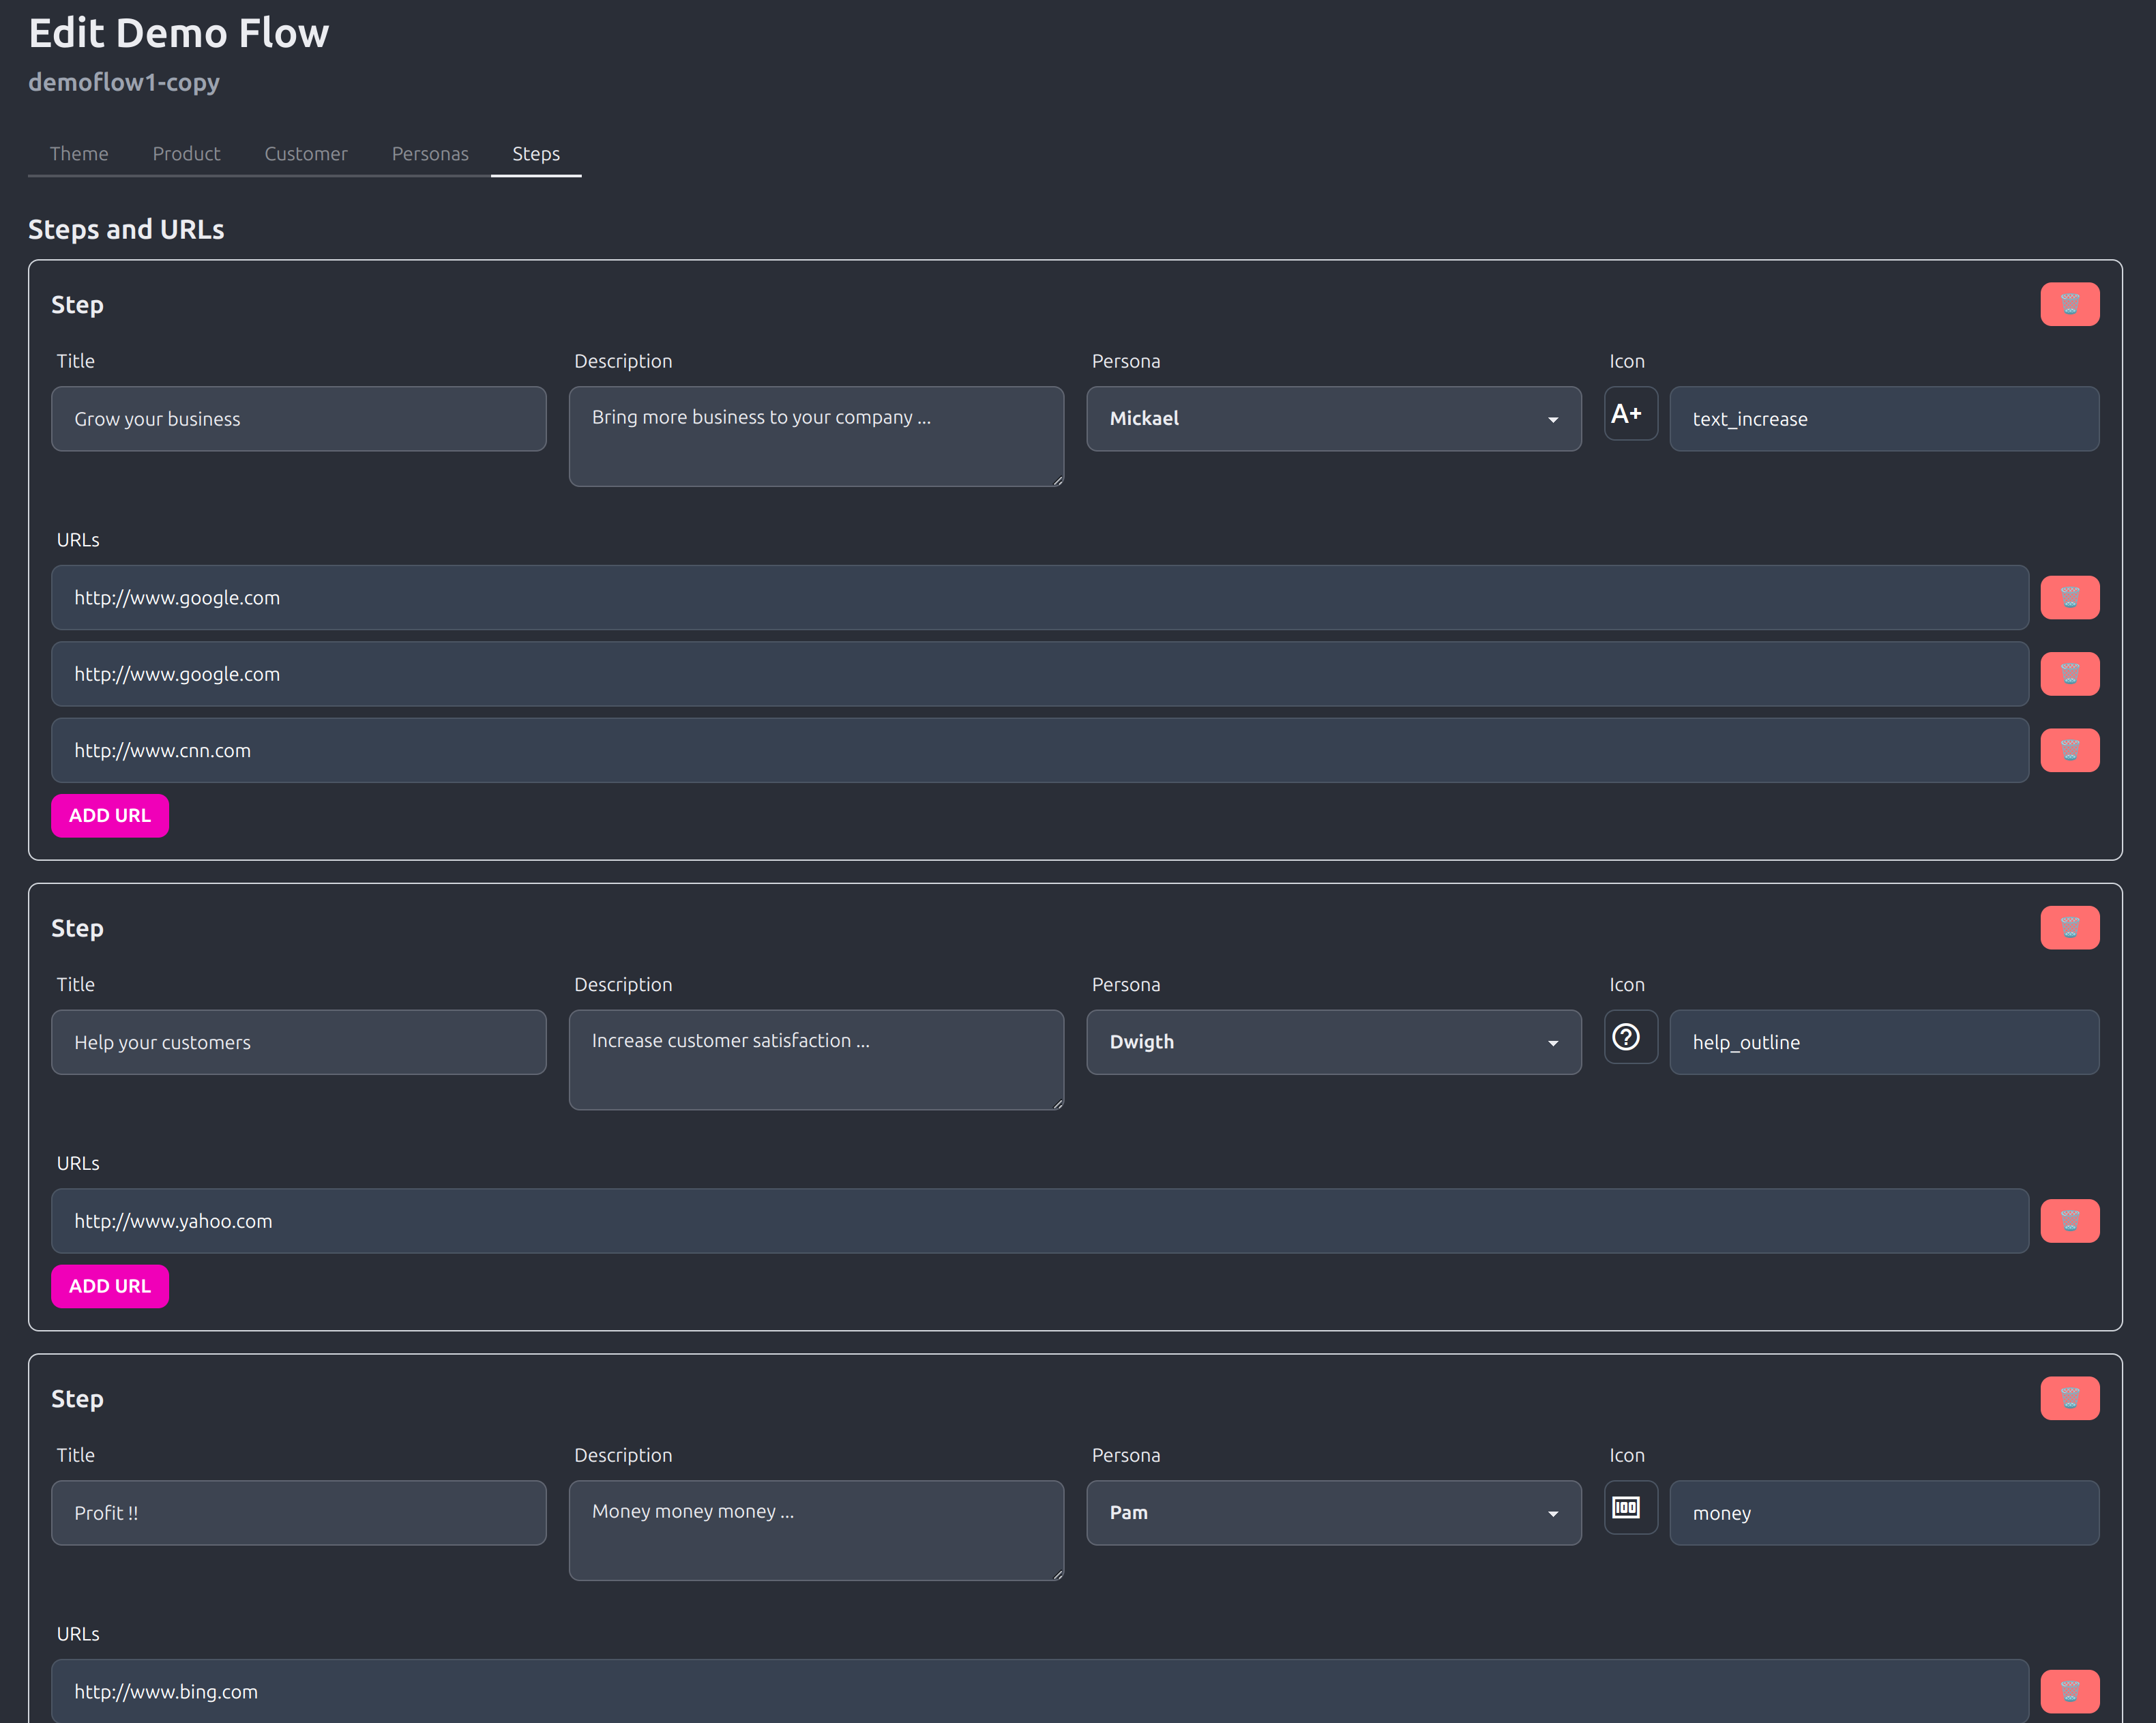 Edit Demo Flow
demoflow1-copy
Theme Product Customer Personas Steps
Steps and URLs
Step
Title Description Persona Icon
Grow your business Bring more business to your company ... Mickael A+ text_increase
URLs
http://www.google.com
http://www.google.com
http://www.cnn.com
ADD URL
Step
Title Description Persona Icon
Help your customers Increase customer satisfaction ... Dwigth ? help_outline
URLs
http://www.yahoo.com
ADD URL
Step
Title Description Persona Icon
Profit !! Money money money ... Pam 100 money
URLs
http://www.bing.com